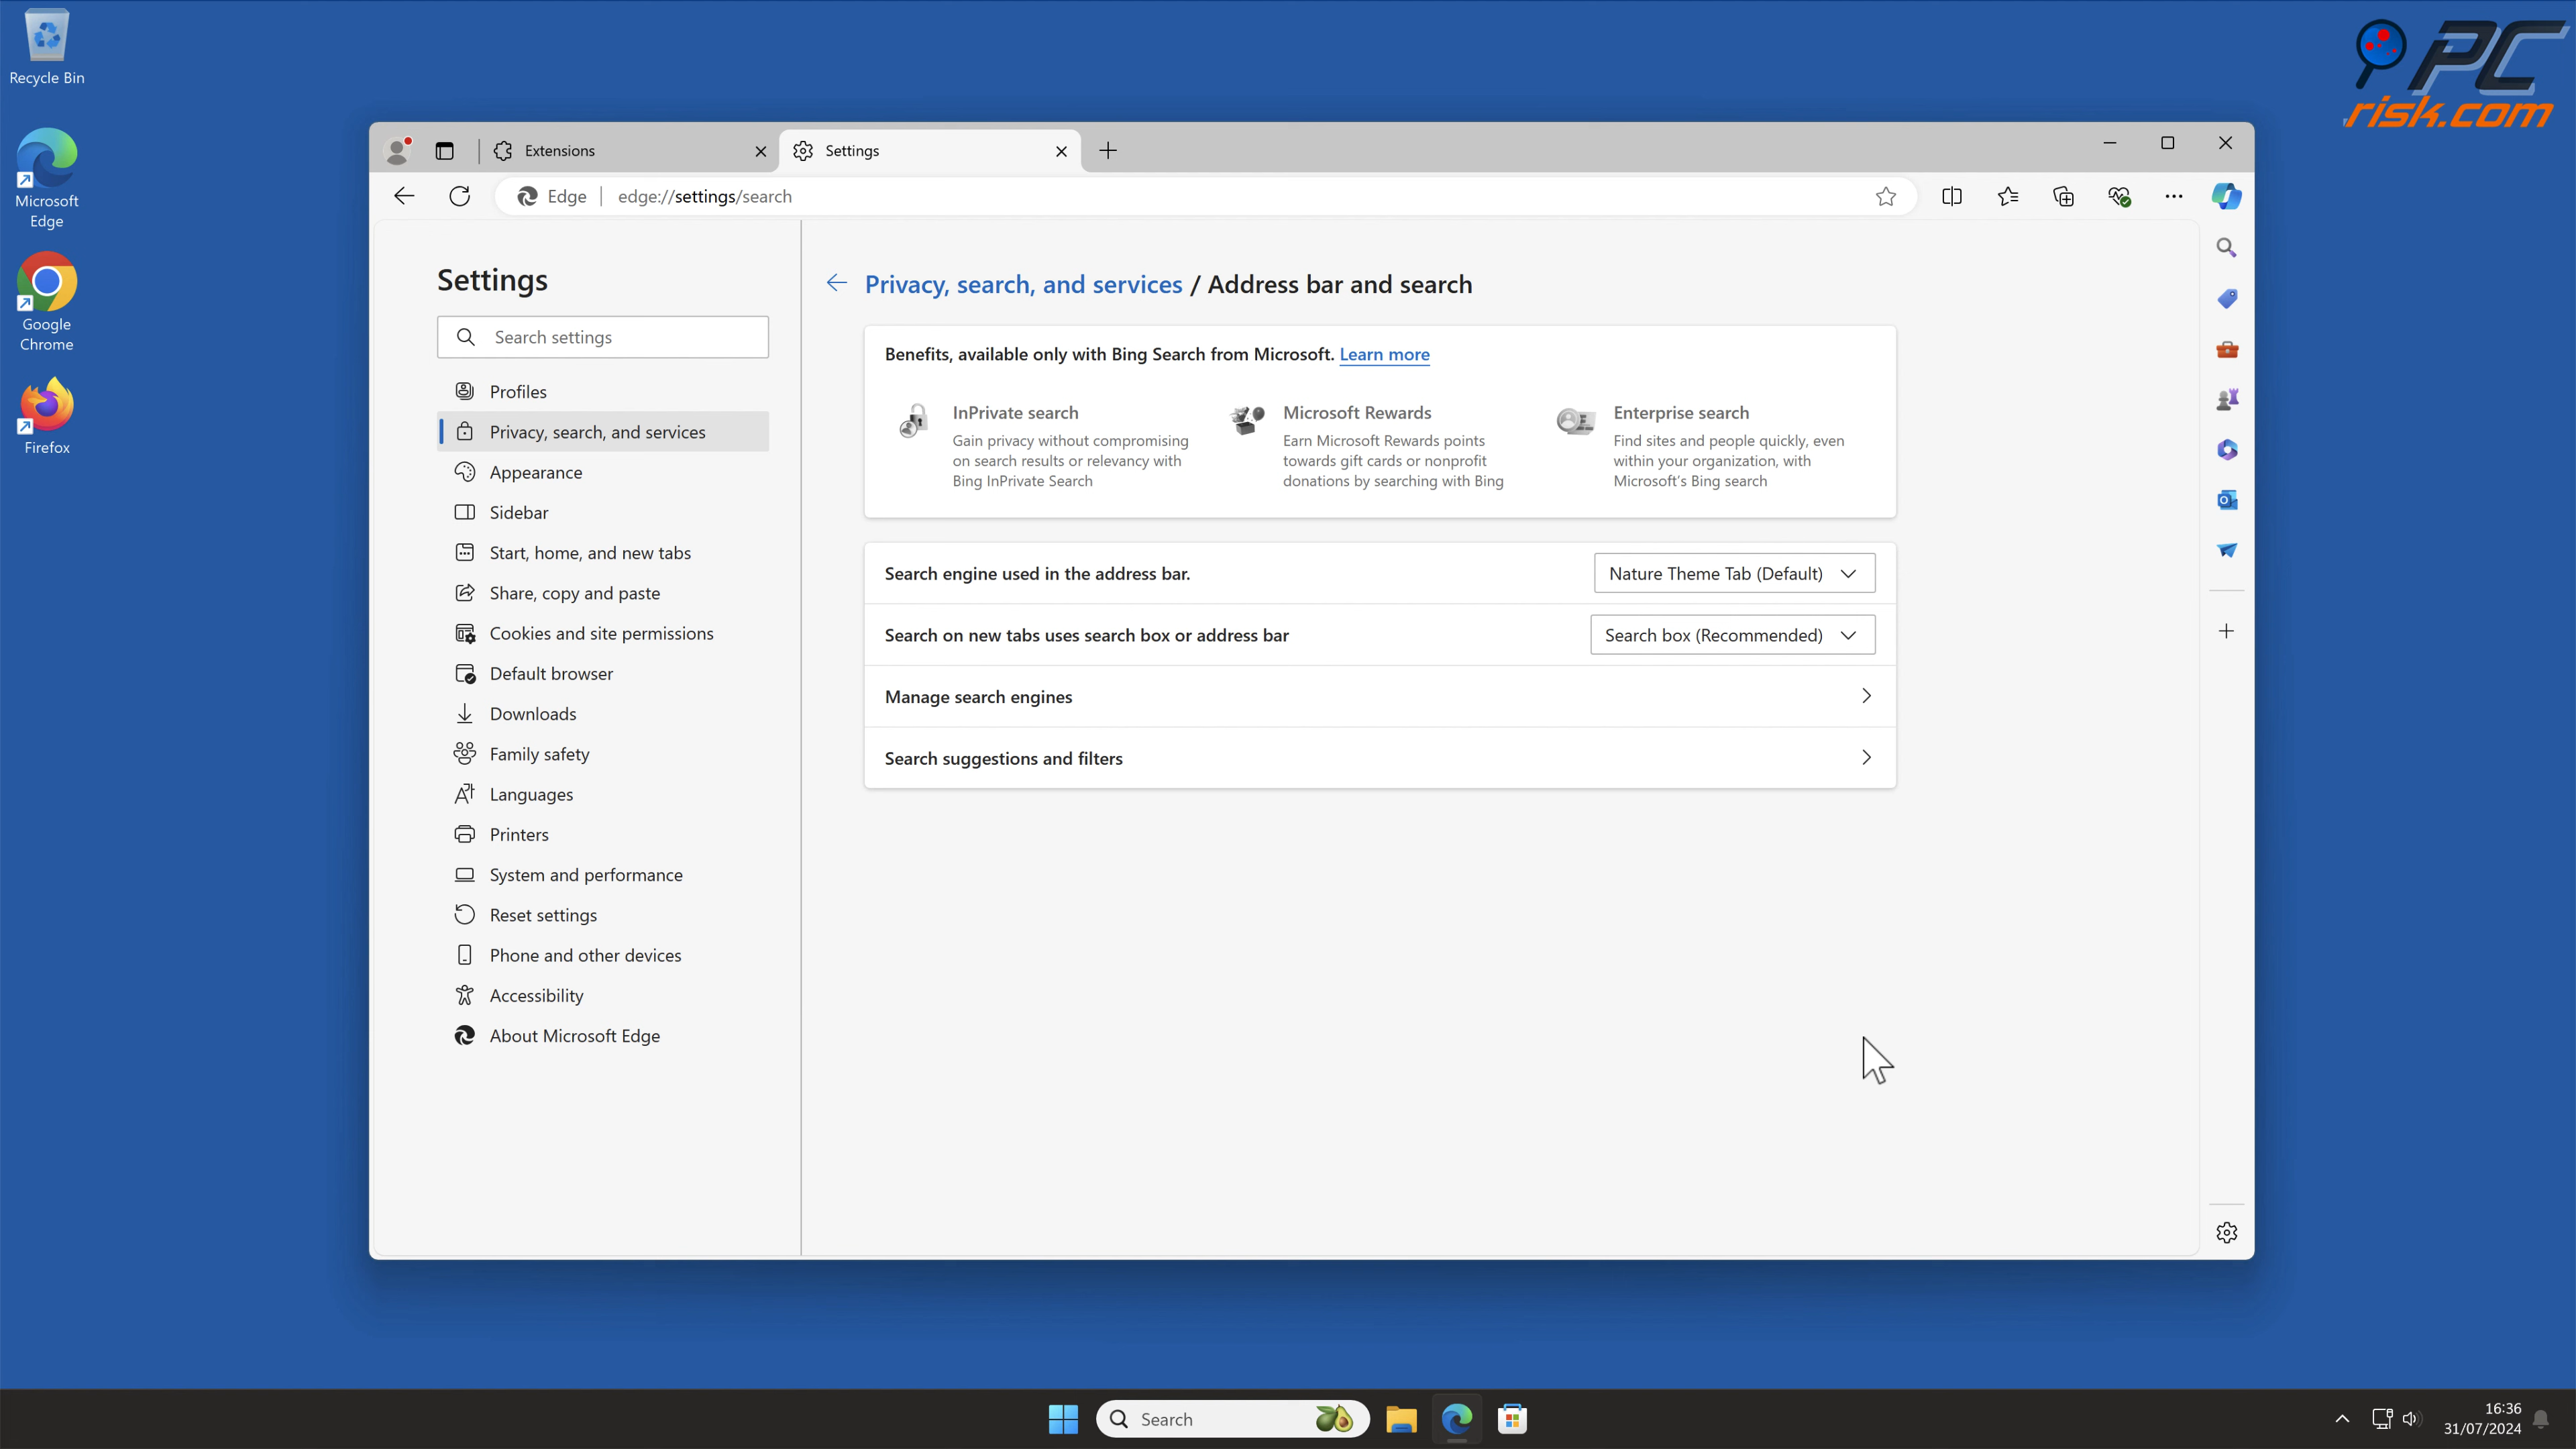 Recycle Bin
Microsoft
Edge
Google
Chrome
Firefox
PC
risk.com
Extensions
Settings
Edge
edge://settings/search
Settings
Search settings
Profiles
Privacy, search, and services
Appearance
Sidebar
Start, home, and new tabs
Share, copy and paste
Cookies and site permissions
Default browser
Downloads
Family safety
Languages
Printers
System and performance
Reset settings
Phone and other devices
Accessibility
About Microsoft Edge
Privacy, search, and services / Address bar and search
Benefits, available only with Bing Search from Microsoft. Learn more
InPrivate search
Gain privacy without compromising
on search results or relevancy with
Bing InPrivate Search
Microsoft Rewards
Earn Microsoft Rewards points
towards gift cards or nonprofit
donations by searching with Bing
Enterprise search
Find sites and people quickly, even
within your organization, with
Microsoft's Bing search
Search engine used in the address bar.
Nature Theme Tab (Default)
Search on new tabs uses search box or address bar
Search box (Recommended)
Manage search engines
Search suggestions and filters
Search
16:36
31/07/2024